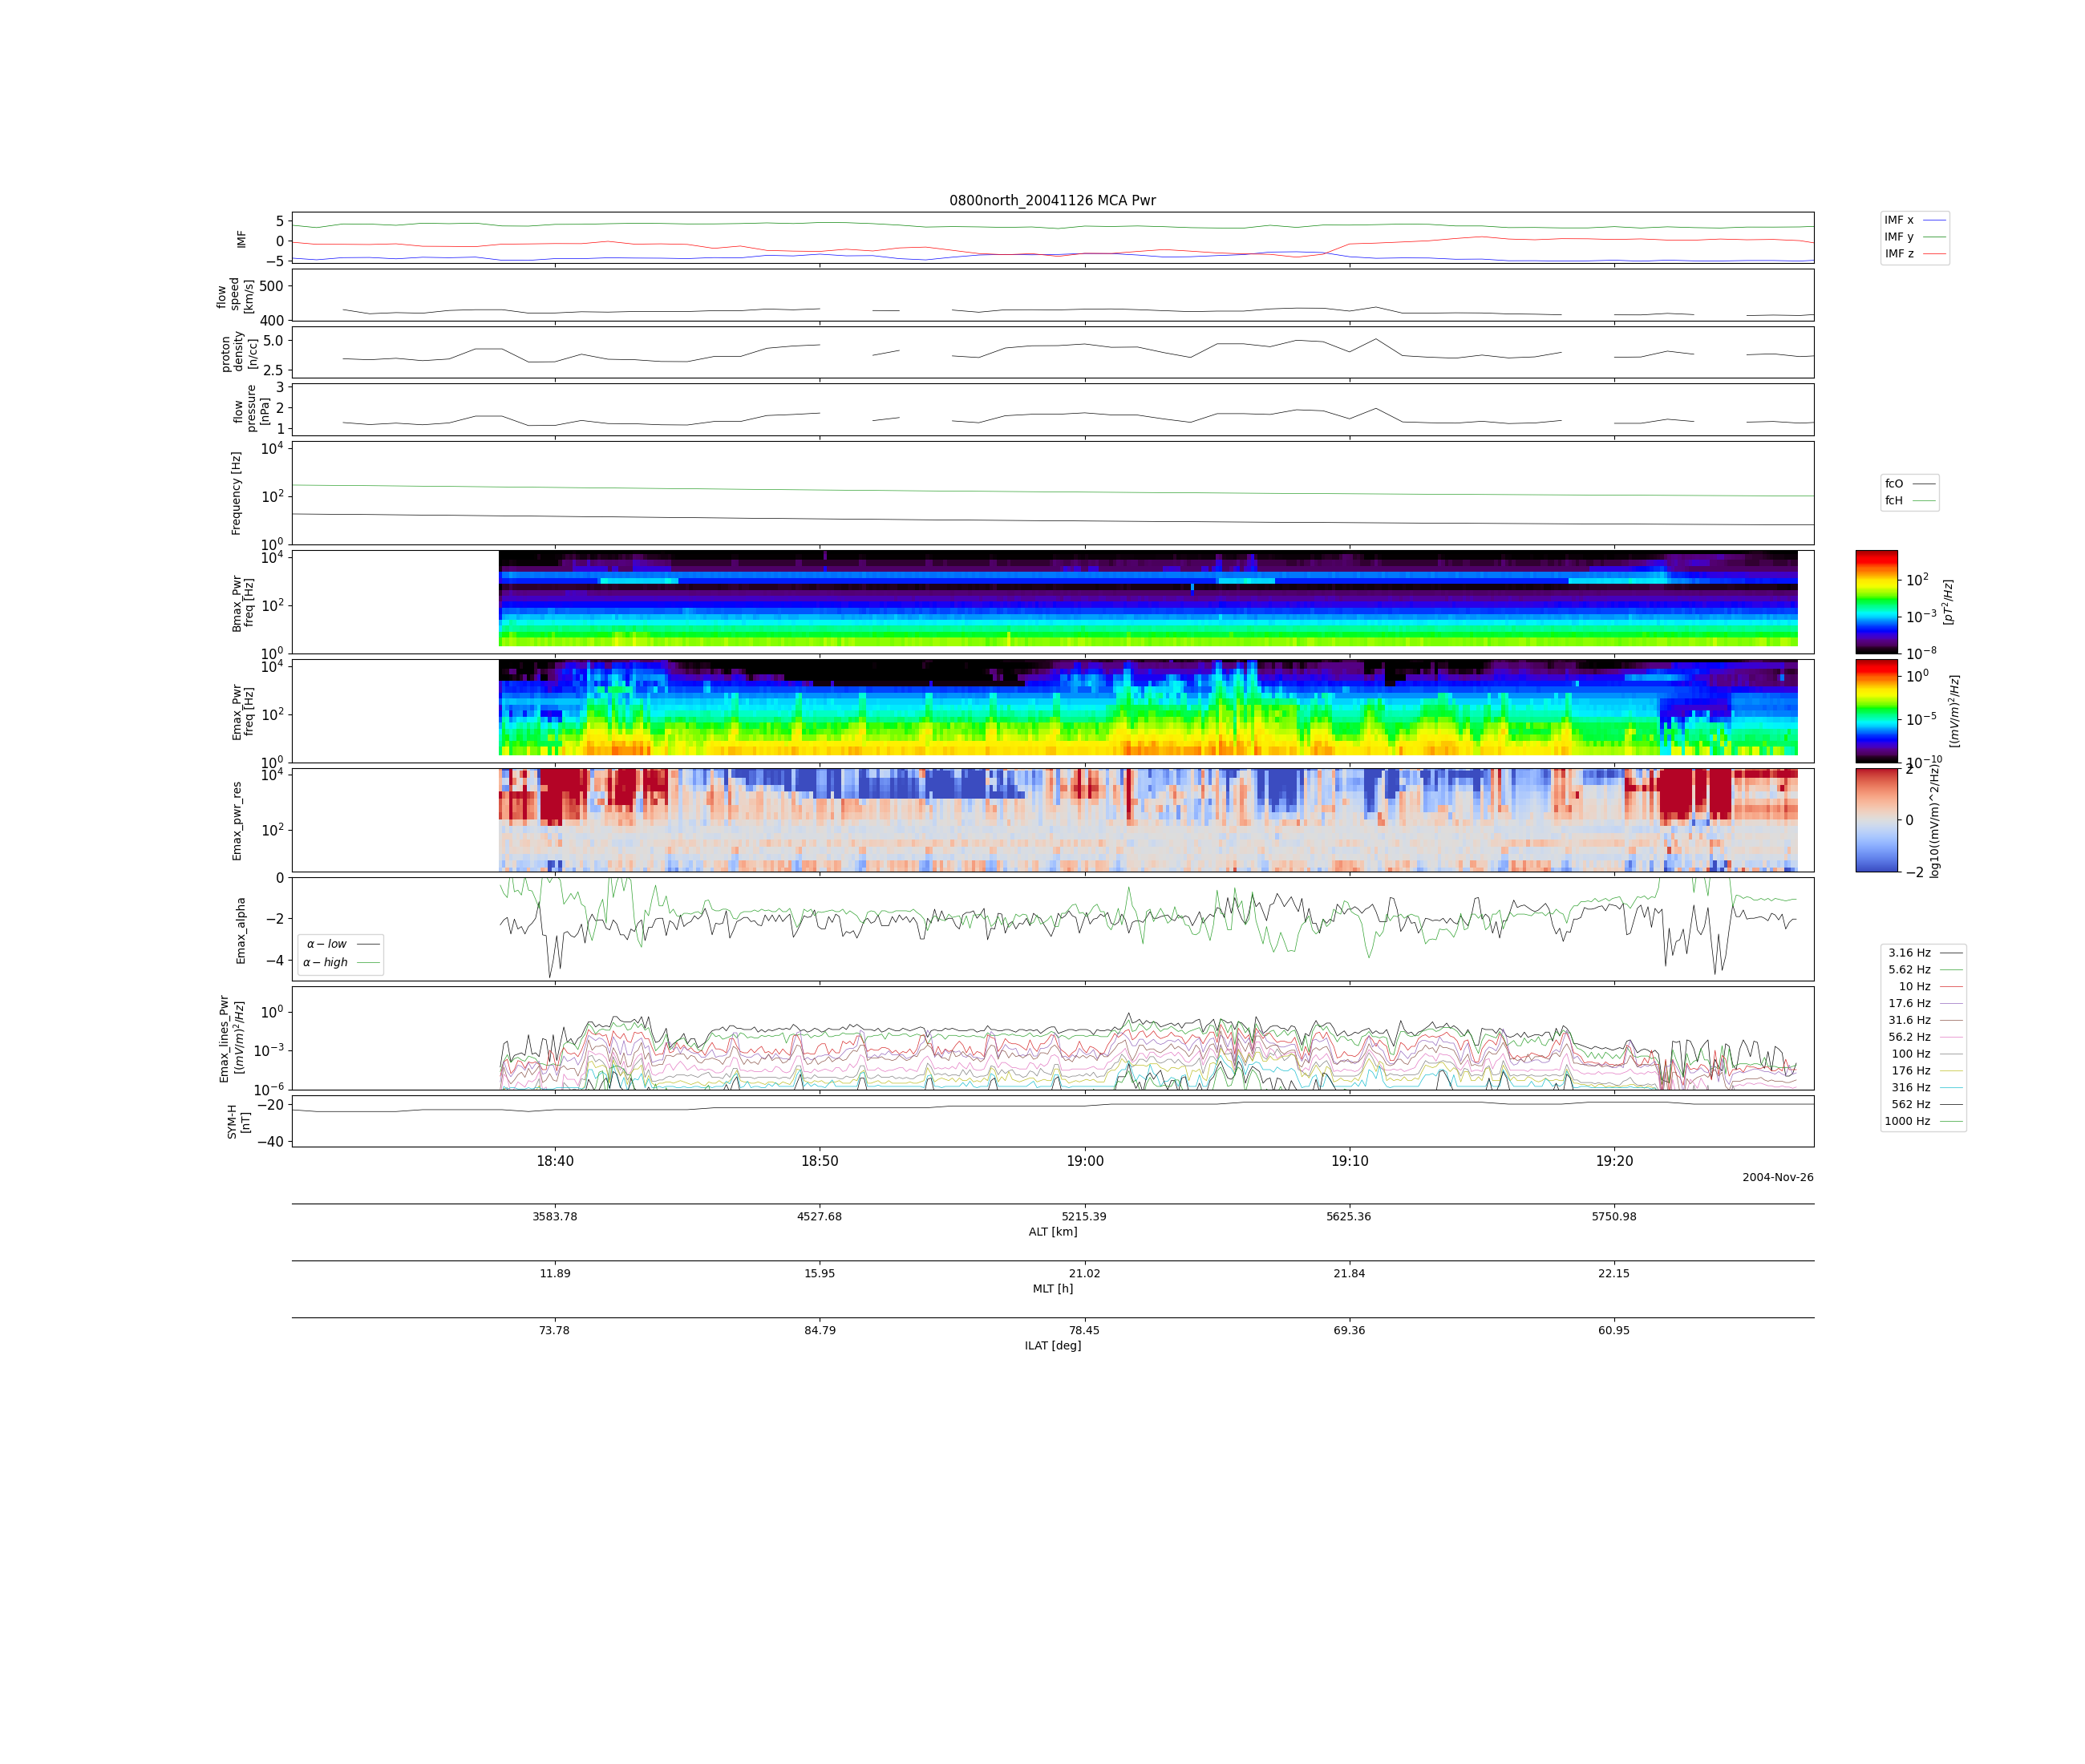 0800north_20041126 MCA Pwr
5
0
−5
IMF
IMF x
IMF y
IMF z
500
400
flow
speed
[km/s]
5.0
2.5
proton
density
[n/cc]
3
2
1
flow
pressure
[nPa]
10^4
10^2
10^0
Frequency [Hz]
fcO
fcH
10^4
10^2
10^0
Bmax_Pwr
freq [Hz]
10^2
10^−3
10^−8
[pT^2/Hz]
10^4
10^2
10^0
Emax_Pwr
freq [Hz]
10^0
10^−5
10^−10
[(mV/m)^2/Hz]
10^4
10^2
Emax_pwr_res
2
0
−2
log10((mV/m)^2/Hz)
0
−2
−4
Emax_alpha
α − low
α − high
10^0
10^−3
10^−6
Emax_lines_Pwr
[(mV/m)^2/Hz]
3.16 Hz
5.62 Hz
10 Hz
17.6 Hz
31.6 Hz
56.2 Hz
100 Hz
176 Hz
316 Hz
562 Hz
1000 Hz
−20
−40
SYM-H
[nT]
18:40 18:50 19:00 19:10 19:20
2004-Nov-26
3583.78 4527.68 5215.39 5625.36 5750.98
ALT [km]
11.89 15.95 21.02 21.84 22.15
MLT [h]
73.78 84.79 78.45 69.36 60.95
ILAT [deg]